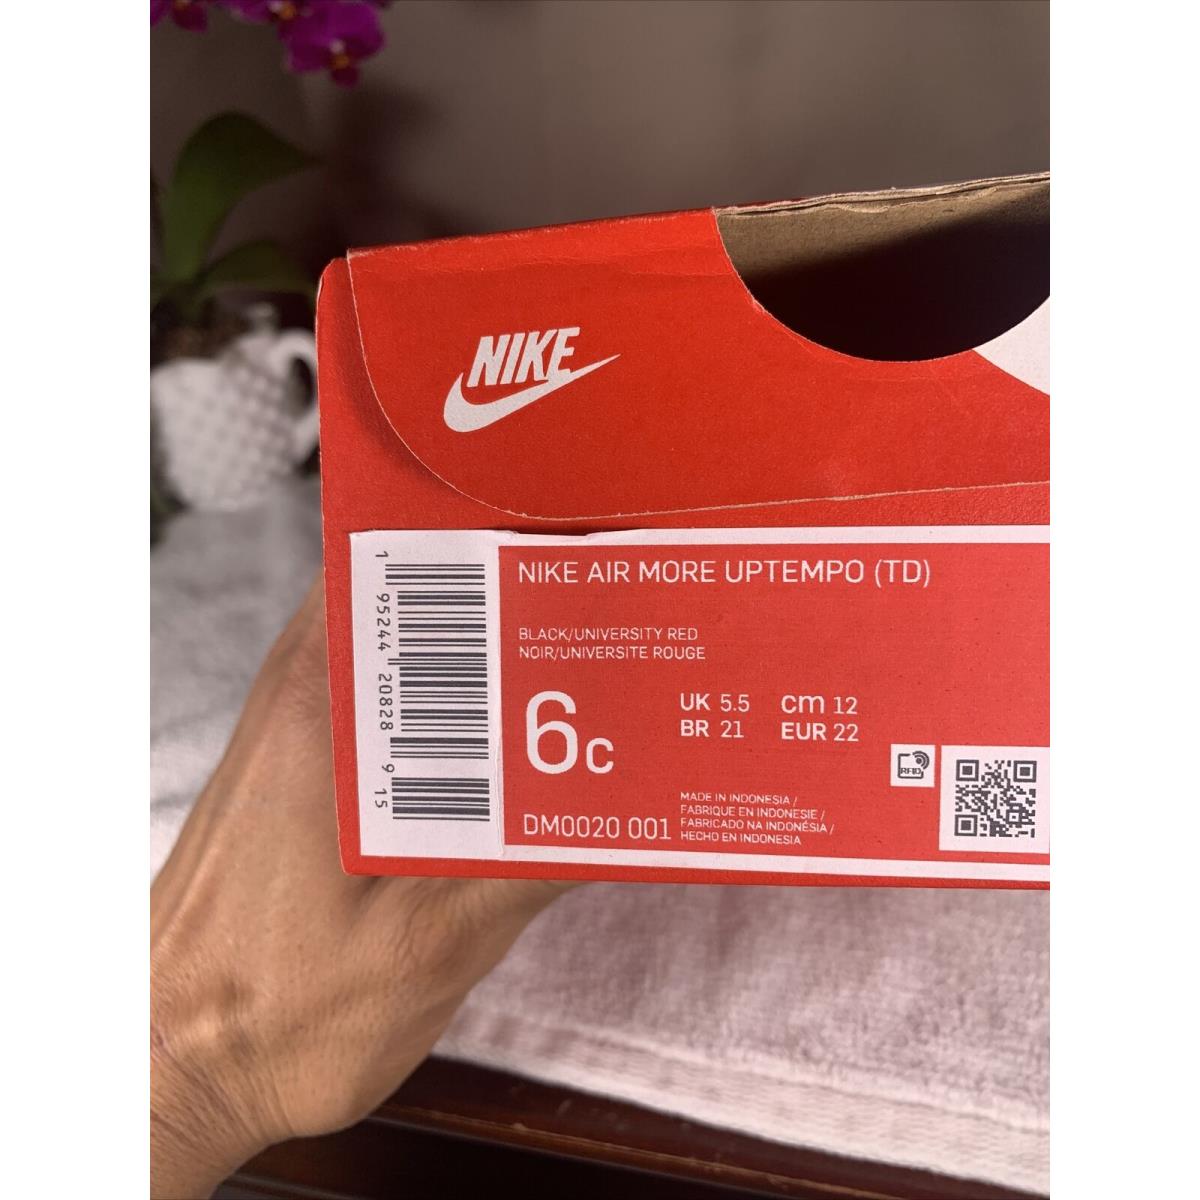 NIKE
NIKE AIR MORE UPTEMPO (TD)
BLACK/UNIVERSITY RED
NOIR/UNIVERSITE ROUGE
6C
UK 5.5 cm 12
BR 21 EUR 22
RFID
DM0020 001
MADE IN INDONESIA /
FABRIQUE EN INDONESIE /
FABRICADO NA INDONÉSIA /
HECHO EN INDONESIA
1 95244 20828 9 15